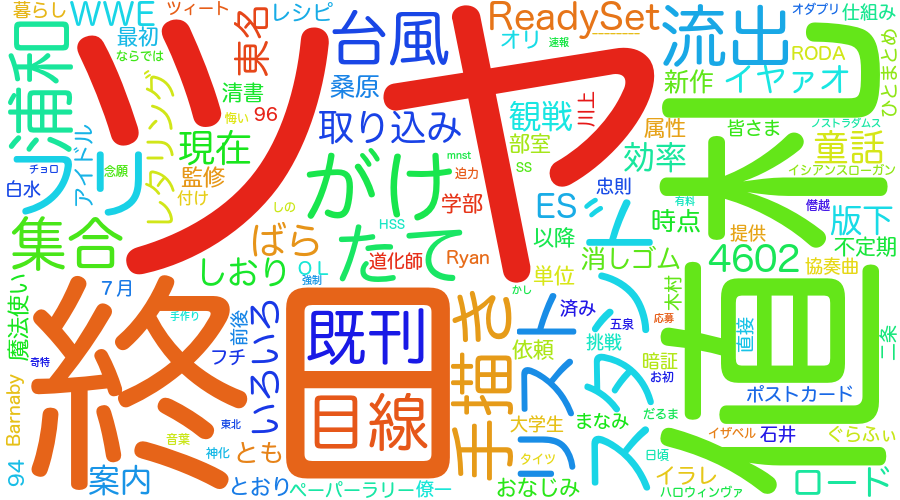 暮らし
WWE
ツィート
レシピ
ReadySet
オダプリ
仕組み
最初
東名
台風
オリ
速報
流出
RODA
まとめ
ならでは
ツヤ
浦和
清書
桑原
新作
イヤァオ
し
ひとま
レタリング
悔い
96
取り込み
観戦
川上
属性
皆さま
ノストラダムス
現在
部室
効率
木
童話
フリ
アイドル
チョロ
念願
監修
がけ
mnst
迫力
SS
イシアンスローガン
白水
付け
学部
忠則
有料
僭越
版下
しの
HSS
ES
時点
集合
ばら
たて
以降
提供
不定期
しおり
OL
道化師
Ryan
単位
消しゴム
4602
協奏曲
強制
かし
7月
魔法使い
終
日
既刊
目線
手描き
リスト
済み
スタンド
木村
値
直接
二条
手作り
前後
いろいろ
五泉
応募
奇特
フチ
依頼
挑戦
暗証
お初
ポストカード
Barnaby
東北
大学生
まなみ
だるま
イザベル
石井
ぐらふぃ
音葉
神化
とも
タイツ
日頃
94
案内
とおり
ペーパーラリー
僚一
おなじみ
イラレ
ハロウィンヴァ
ロード